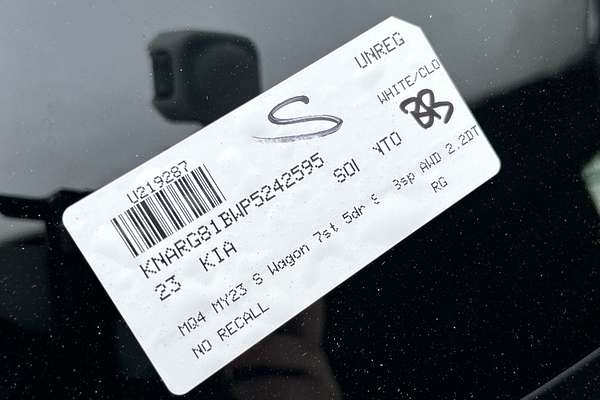 UNREG
WHITE/CLO
S
U219287
KNARG81BWP5242595
23 KIA SOI YTO BB
MQ4 MY23 S Wagon 7st 5dr S 3sp AWD 2.2DT
NO RECALL RG